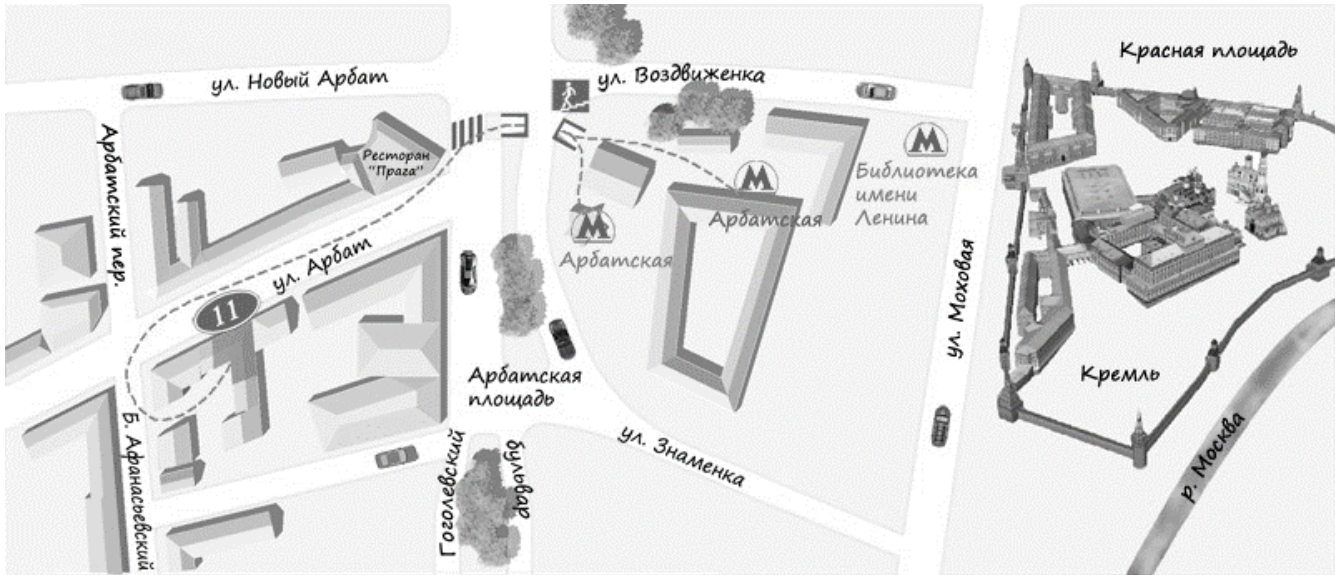 Красная площадь
ул. Новый Арбат
ул. Воздвиженка
Ресторан
"Прага"
Арбатский пер.
М
Библиотека
имени
Ленина
М
Арбатская
М
Арбатская
ул. Арбат
11
ул. Моховая
Кремль
Арбатская
площадь
р. Москва
Б. Афанасьевский
Гоголевский
бульвар
ул. Знаменка